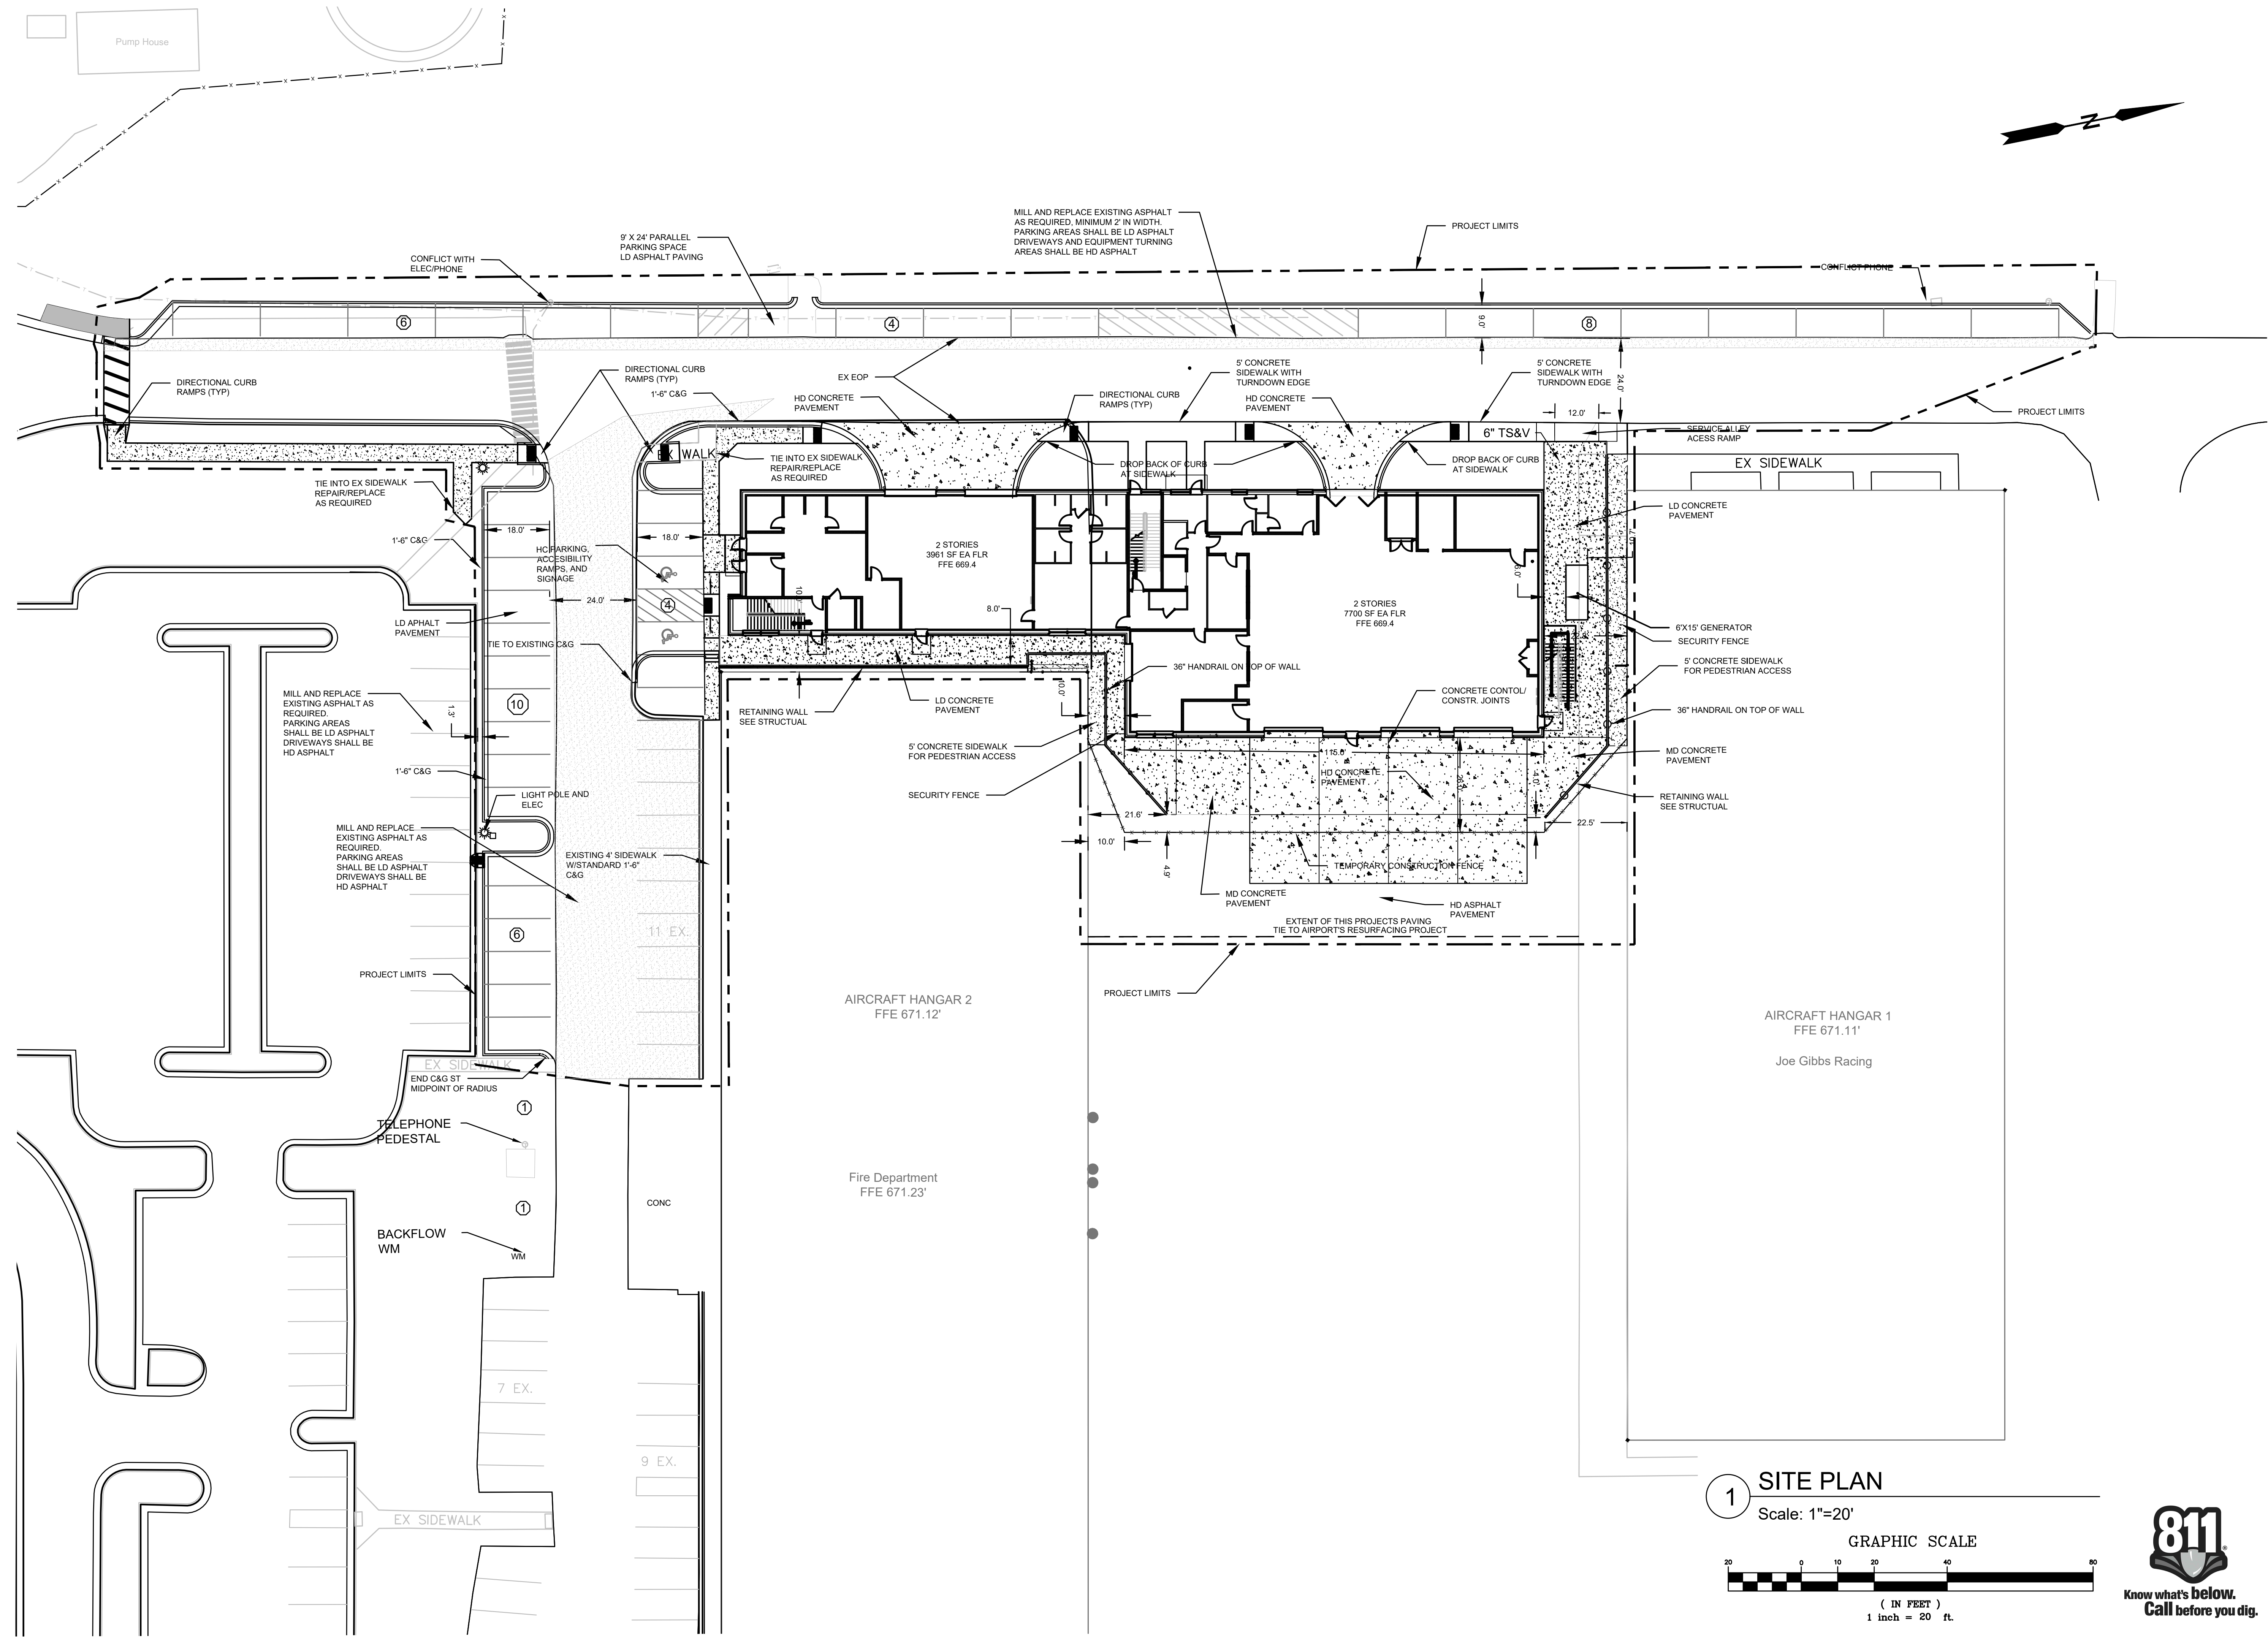 Pump House
N
MILL AND REPLACE EXISTING ASPHALT
AS REQUIRED, MINIMUM 2' IN WIDTH.
PARKING AREAS SHALL BE LD ASPHALT
DRIVEWAYS AND EQUIPMENT TURNING
AREAS SHALL BE HD ASPHALT
PROJECT LIMITS
9' X 24' PARALLEL
PARKING SPACE
LD ASPHALT PAVING
CONFLICT WITH
ELEC/PHONE
CONFLICT PHONE
6
4
9.0'
8
DIRECTIONAL CURB
RAMPS (TYP)
DIRECTIONAL CURB
RAMPS (TYP)
1'-6" C&G
EX EOP
HD CONCRETE
PAVEMENT
DIRECTIONAL CURB
RAMPS (TYP)
5' CONCRETE
SIDEWALK WITH
TURNDOWN EDGE
HD CONCRETE
PAVEMENT
5' CONCRETE
SIDEWALK WITH
TURNDOWN EDGE
24.0'
12.0'
PROJECT LIMITS
6" TS&V
SERVICE ALLEY
ACESS RAMP
EX WALK
TIE INTO EX SIDEWALK
REPAIR/REPLACE
AS REQUIRED
DROP BACK OF CURB
AT SIDEWALK
DROP BACK OF CURB
AT SIDEWALK
EX SIDEWALK
TIE INTO EX SIDEWALK
REPAIR/REPLACE
AS REQUIRED
LD CONCRETE
PAVEMENT
18.0'
18.0'
1'-6" C&G
HC PARKING,
ACCESIBILITY
RAMPS, AND
SIGNAGE
2 STORIES
3961 SF EA FLR
FFE 669.4
7.0'
6.0'
24.0'
4
10.0'
8.0'
2 STORIES
7700 SF EA FLR
FFE 669.4
LD APHALT
PAVEMENT
6'X15' GENERATOR
SECURITY FENCE
TIE TO EXISTING C&G
5' CONCRETE SIDEWALK
FOR PEDESTRIAN ACCESS
36" HANDRAIL ON TOP OF WALL
MILL AND REPLACE
EXISTING ASPHALT AS
REQUIRED.
PARKING AREAS
SHALL BE LD ASPHALT
DRIVEWAYS SHALL BE
HD ASPHALT
1.3'
10
RETAINING WALL
SEE STRUCTUAL
LD CONCRETE
PAVEMENT
10.0'
CONCRETE CONTOL/
CONSTR. JOINTS
36" HANDRAIL ON TOP OF WALL
5' CONCRETE SIDEWALK
FOR PEDESTRIAN ACCESS
MD CONCRETE
PAVEMENT
1'-6" C&G
HD CONCRETE
PAVEMENT
LIGHT POLE AND
ELEC
SECURITY FENCE
RETAINING WALL
SEE STRUCTUAL
21.6'
22.5'
MILL AND REPLACE
EXISTING ASPHALT AS
REQUIRED.
PARKING AREAS
SHALL BE LD ASPHALT
DRIVEWAYS SHALL BE
HD ASPHALT
EXISTING 4' SIDEWALK
W/STANDARD 1'-6"
C&G
10.0'
4.9'
TEMPORARY CONSTRUCTION FENCE
MD CONCRETE
PAVEMENT
HD ASPHALT
PAVEMENT
EXTENT OF THIS PROJECTS PAVING
TIE TO AIRPORT'S RESURFACING PROJECT
6
11 EX.
PROJECT LIMITS
PROJECT LIMITS
AIRCRAFT HANGAR 2
FFE 671.12'
AIRCRAFT HANGAR 1
FFE 671.11'
Joe Gibbs Racing
EX SIDEWALK
END C&G ST
MIDPOINT OF RADIUS
1
TELEPHONE
PEDESTAL
Fire Department
FFE 671.23'
CONC
1
BACKFLOW
WM
WM
7 EX.
9 EX.
EX SIDEWALK
1
SITE PLAN
Scale: 1"=20'
GRAPHIC SCALE
20 0 10 20 40 80
( IN FEET )
1 inch = 20 ft.
811
Know what's below.
Call before you dig.